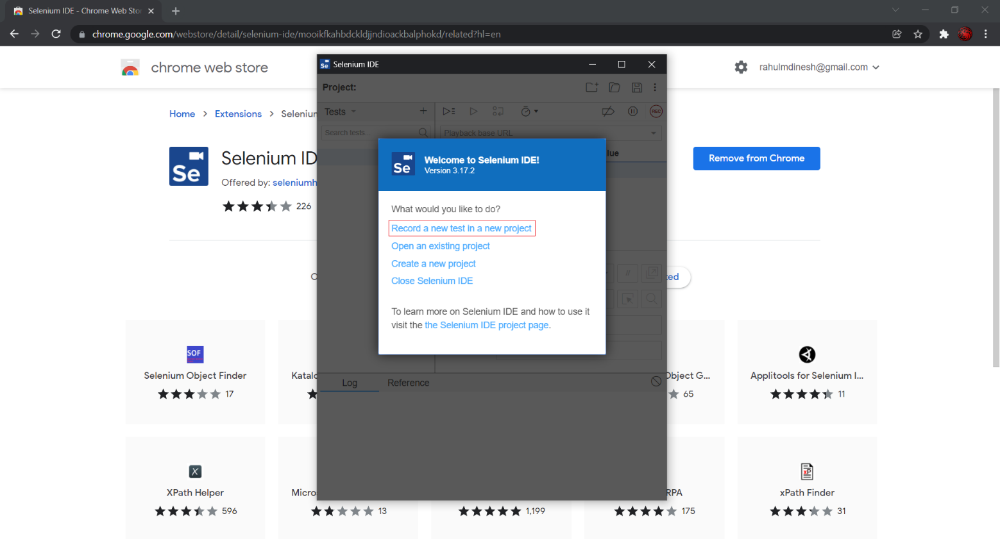 Selenium IDE - Chrome Web Stor
chrome.google.com/webstore/detail/selenium-ide/mooikfkahbdckldjjndioackbalphokd/related?hl=en
chrome web store
rahulmdinesh@gmail.com
Home > Extensions > Selenium
Selenium ID
Offered by: seleniumh
226
Remove from Chrome
Se
Se Selenium IDE
Project:
Tests
REC
Search tests...
Playback base URL
lue
//
Se
Welcome to Selenium IDE!
Version 3.17.2
What would you like to do?
Record a new test in a new project
Open an existing project
Create a new project
Close Selenium IDE
To learn more on Selenium IDE and how to use it
visit the the Selenium IDE project page.
Log Reference
SOF
Selenium Object Finder
17
Katalo
Object G...
65
Applitools for Selenium I...
11
X
XPath Helper
596
Micro
13
1,199
RPA
175
xP
xPath Finder
31